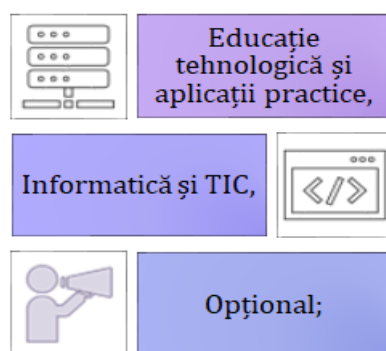 Educație
tehnologică și
aplicații practice,
Informatică și TIC,
</>
Opțional;